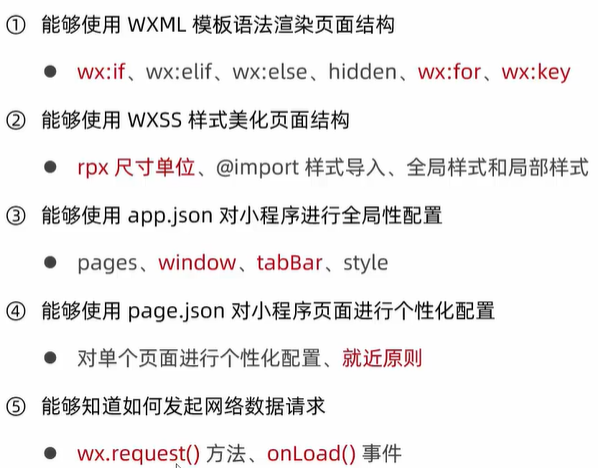 ① 能够使用 WXML 模板语法渲染页面结构
● wx:if、wx:elif、wx:else、hidden、wx:for、wx:key
② 能够使用 WXSS 样式美化页面结构
● rpx 尺寸单位、@import 样式导入、全局样式和局部样式
③ 能够使用 app.json 对小程序进行全局性配置
● pages、window、tabBar、style
④ 能够使用 page.json 对小程序页面进行个性化配置
● 对单个页面进行个性化配置、就近原则
⑤ 能够知道如何发起网络数据请求
● wx.request() 方法、onLoad() 事件